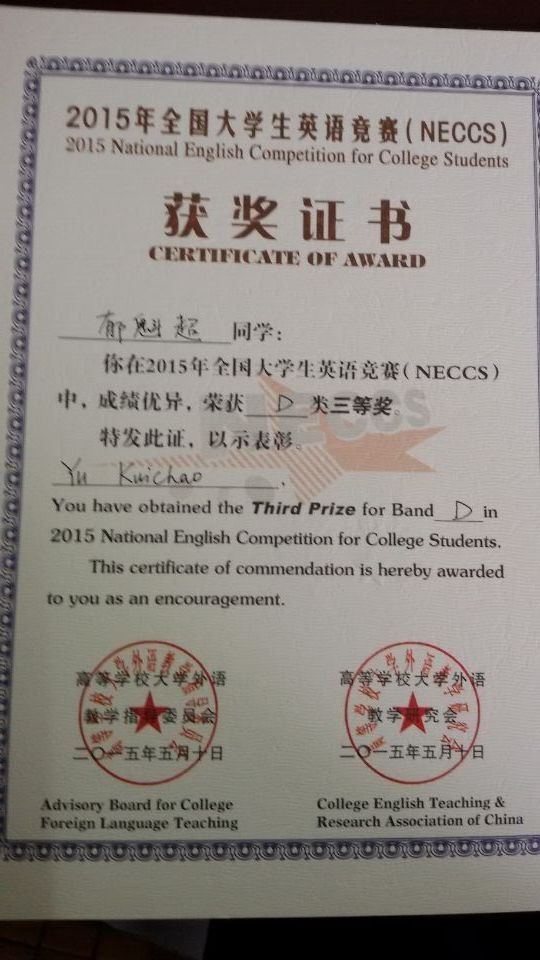 2015年全国大学生英语竞赛(NECCS)
2015 National English Competition for College Students
获奖证书
CERTIFICATE OF AWARD
郁魁超 同学:
你在2015年全国大学生英语竞赛(NECCS)
中，成绩优异，荣获 D 类三等奖。
特发此证，以示表彰。
NECCS
Yu Kuichao .
You have obtained the Third Prize for Band D in
2015 National English Competition for College Students.
This certificate of commendation is hereby awarded
to you as an encouragement.
高等学校大学外语
教学指导委员会
二〇一五年五月十日
Advisory Board for College
Foreign Language Teaching
高等学校大学外语
教学研究会
二〇一五年五月十日
College English Teaching &
Research Association of China